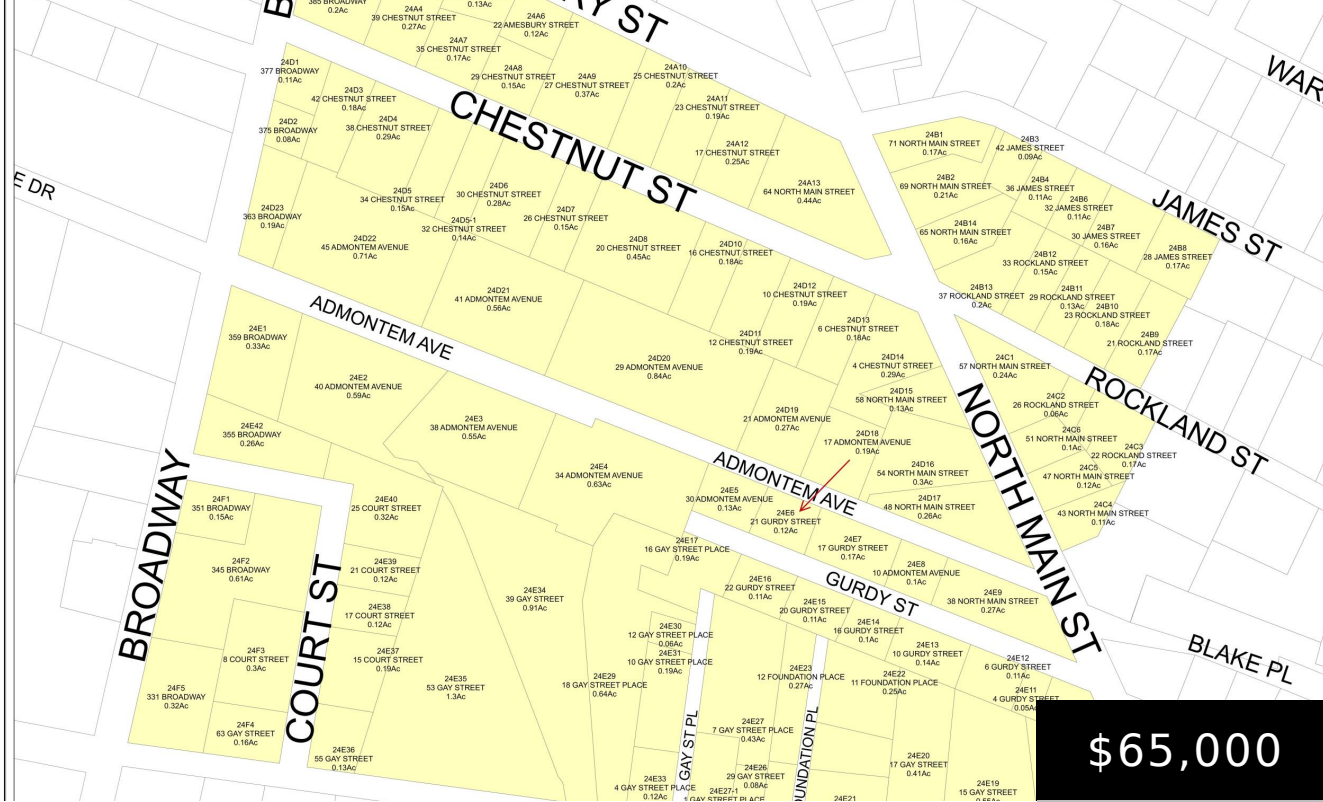 385 BROADWAY
0.2Ac
24A4
39 CHESTNUT STREET
0.27Ac
0.13Ac
24A6
22 AMESBURY STREET
0.12Ac
RY ST
B
24A7
35 CHESTNUT STREET
0.17Ac
24A8
29 CHESTNUT STREET
0.15Ac
24A9
27 CHESTNUT STREET
0.37Ac
24A10
25 CHESTNUT STREET
0.2Ac
24A11
23 CHESTNUT STREET
0.19Ac
24A12
17 CHESTNUT STREET
0.25Ac
24A13
64 NORTH MAIN STREET
0.44Ac
24D1
377 BROADWAY
0.11Ac
24D3
42 CHESTNUT STREET
0.18Ac
24D2
375 BROADWAY
0.08Ac
24D4
38 CHESTNUT STREET
0.29Ac
CHESTNUT ST
WAR
E DR
24B1
71 NORTH MAIN STREET
0.17Ac
24B3
42 JAMES STREET
0.09Ac
24B2
69 NORTH MAIN STREET
0.21Ac
24B4
36 JAMES STREET
0.11Ac
24B6
32 JAMES STREET
0.11Ac
24B14
65 NORTH MAIN STREET
0.16Ac
24B7
30 JAMES STREET
0.16Ac
24B8
28 JAMES STREET
0.17Ac
JAMES ST
24B12
33 ROCKLAND STREET
0.15Ac
24B13
37 ROCKLAND STREET
0.2Ac
24B11
29 ROCKLAND STREET
0.13Ac
24B10
23 ROCKLAND STREET
0.18Ac
24B9
21 ROCKLAND STREET
0.17Ac
24D5
34 CHESTNUT STREET
0.15Ac
24D6
30 CHESTNUT STREET
0.28Ac
24D5-1
32 CHESTNUT STREET
0.14Ac
24D7
26 CHESTNUT STREET
0.15Ac
24D8
20 CHESTNUT STREET
0.45Ac
24D10
16 CHESTNUT STREET
0.18Ac
24D23
363 BROADWAY
0.19Ac
24D22
45 ADMONTEM AVENUE
0.71Ac
24D21
41 ADMONTEM AVENUE
0.56Ac
24D12
10 CHESTNUT STREET
0.19Ac
24D13
6 CHESTNUT STREET
0.18Ac
24D11
12 CHESTNUT STREET
0.19Ac
24D20
29 ADMONTEM AVENUE
0.84Ac
24D14
4 CHESTNUT STREET
0.29Ac
24D15
58 NORTH MAIN STREET
0.13Ac
24D19
21 ADMONTEM AVENUE
0.27Ac
24D18
17 ADMONTEM AVENUE
0.19Ac
24D16
54 NORTH MAIN STREET
0.3Ac
24D17
48 NORTH MAIN STREET
0.26Ac
ADMONTEM AVE
24C1
57 NORTH MAIN STREET
0.24Ac
24C2
26 ROCKLAND STREET
0.06Ac
24C6
51 NORTH MAIN STREET
0.1Ac
24C3
22 ROCKLAND STREET
0.17Ac
24C5
47 NORTH MAIN STREET
0.12Ac
24C4
43 NORTH MAIN STREET
0.11Ac
ROCKLAND ST
NORTH MAIN ST
24E1
359 BROADWAY
0.33Ac
24E2
40 ADMONTEM AVENUE
0.59Ac
24E3
38 ADMONTEM AVENUE
0.55Ac
24E42
355 BROADWAY
0.26Ac
24E4
34 ADMONTEM AVENUE
0.63Ac
ADMONTEM AVE
24E5
30 ADMONTEM AVENUE
0.13Ac
24E6
21 GURDY STREET
0.12Ac
24E7
17 GURDY STREET
0.17Ac
24E8
10 ADMONTEM AVENUE
0.1Ac
24E9
38 NORTH MAIN STREET
0.27Ac
BROADWAY
24F1
351 BROADWAY
0.15Ac
24E40
25 COURT STREET
0.32Ac
24F2
345 BROADWAY
0.61Ac
24E39
21 COURT STREET
0.12Ac
24E38
17 COURT STREET
0.12Ac
24E37
15 COURT STREET
0.19Ac
COURT ST
24F3
8 COURT STREET
0.3Ac
24F5
331 BROADWAY
0.32Ac
24F4
63 GAY STREET
0.16Ac
24E36
55 GAY STREET
0.13Ac
24E34
39 GAY STREET
0.91Ac
24E35
53 GAY STREET
1.3Ac
24E17
16 GAY STREET PLACE
0.19Ac
24E16
22 GURDY STREET
0.11Ac
24E15
20 GURDY STREET
0.11Ac
GURDY ST
24E14
16 GURDY STREET
0.1Ac
24E13
10 GURDY STREET
0.14Ac
24E12
6 GURDY STREET
0.11Ac
24E11
4 GURDY STREET
0.05Ac
BLAKE PL
24E30
12 GAY STREET PLACE
0.06Ac
24E31
10 GAY STREET PLACE
0.19Ac
24E29
18 GAY STREET PLACE
0.64Ac
24E23
12 FOUNDATION PLACE
0.27Ac
24E22
11 FOUNDATION PLACE
0.25Ac
24E27
7 GAY STREET PLACE
0.43Ac
GAY ST PL
OUNDATION PL
24E33
4 GAY STREET PLACE
0.12Ac
24E26
29 GAY STREET
0.08Ac
24E27-1
GAY STREET PLACE
24E20
17 GAY STREET
0.41Ac
24E21
24E19
15 GAY STREET
0.55Ac
$65,000